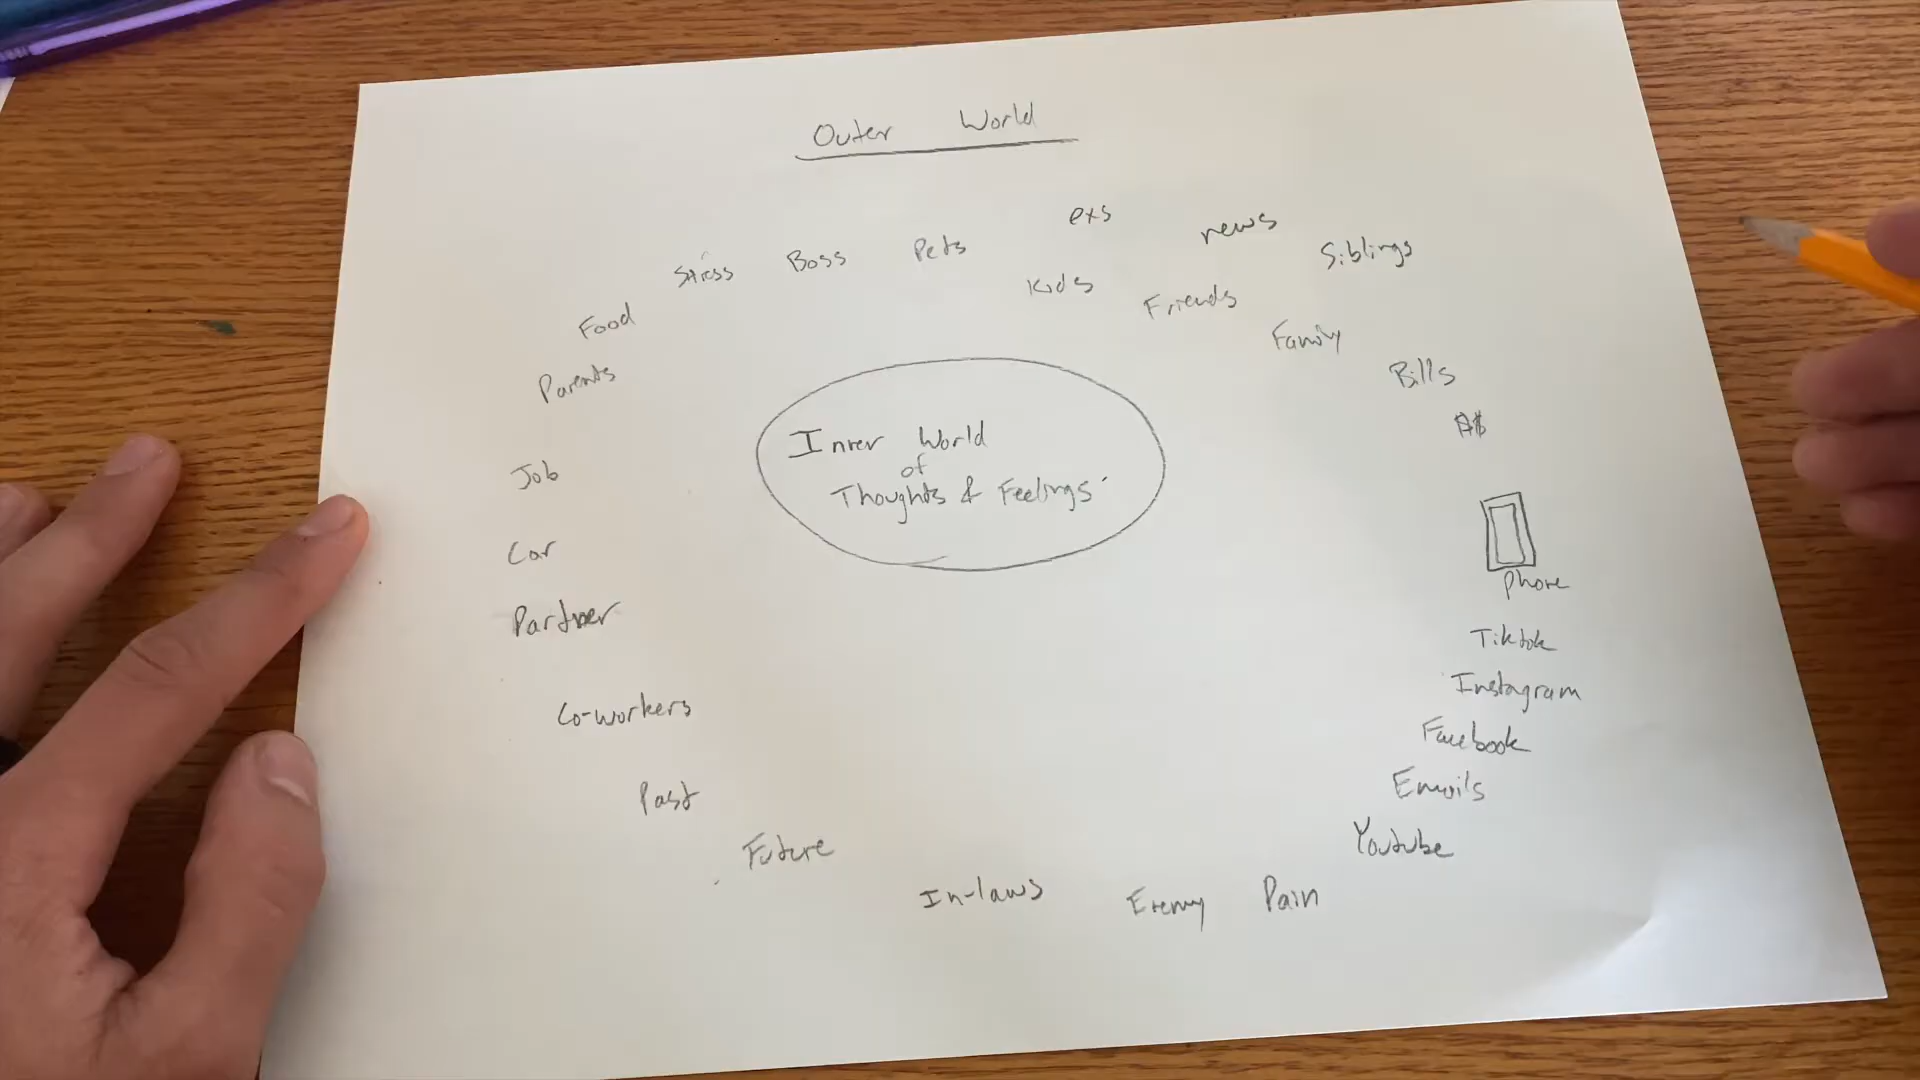 Outer World
exs
news
Siblings
Stress Boss Pets
Kids
Friends
Food
Family
Parents
Bills
Inner World
of
Thoughts & Feelings
Job
Car
Phone
Partner
Tiktok
Instagram
Co-workers
Facebook
Emails
Past
Youtube
Future
In-laws
Enemy
Pain